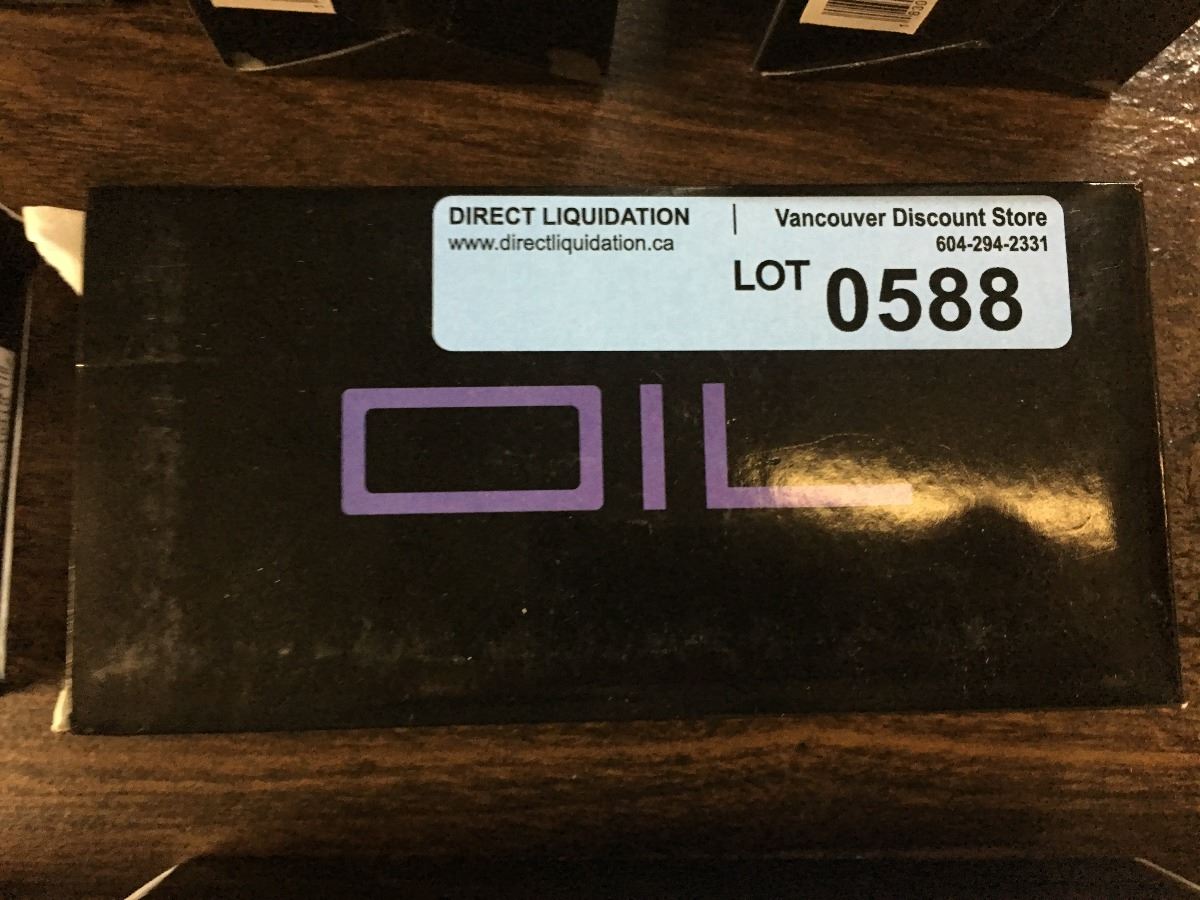 DIRECT LIQUIDATION | Vancouver Discount Store
www.directliquidation.ca 604-294-2331
LOT 0588
OIL